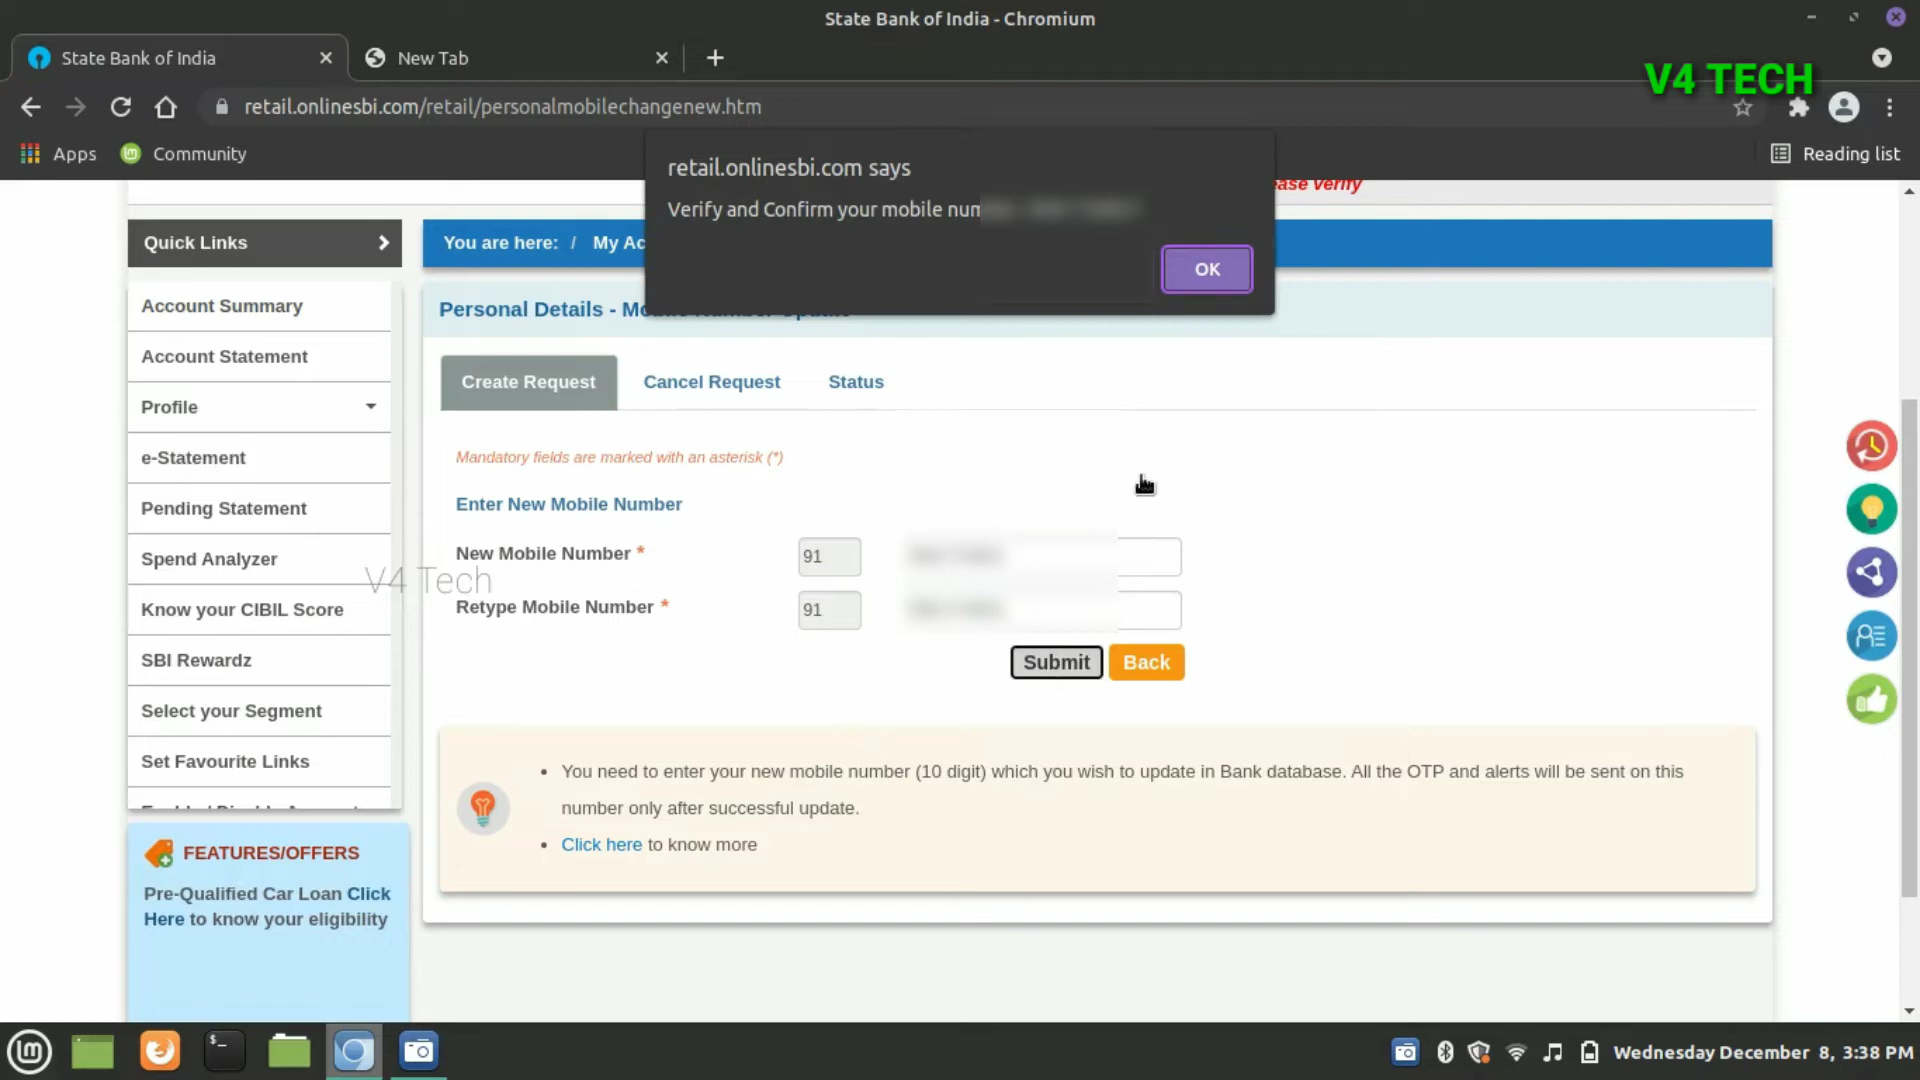 State Bank of India - Chromium
State Bank of India
New Tab
V4 TECH
retail.onlinesbi.com/retail/personalmobilechangenew.htm
Apps
Community
Reading list
retail.onlinesbi.com says
Verify and Confirm your mobile
OK
verify
Quick Links
You are here: / My
Account Summary
Account Statement
Profile
e-Statement
Pending Statement
Spend Analyzer
Know your CIBIL Score
SBI Rewardz
Select your Segment
Set Favourite Links
Personal Details -
Create Request
Cancel Request
Status
Mandatory fields are marked with an asterisk (*)
Enter New Mobile Number
New Mobile Number *
91
Retype Mobile Number *
91
V4 Tech
Submit
Back
• You need to enter your new mobile number (10 digit) which you wish to update in Bank database. All the OTP and alerts will be sent on this
number only after successful update.
• Click here to know more
FEATURES/OFFERS
Pre-Qualified Car Loan Click
Here to know your eligibility
Wednesday December 8, 3:38 PM